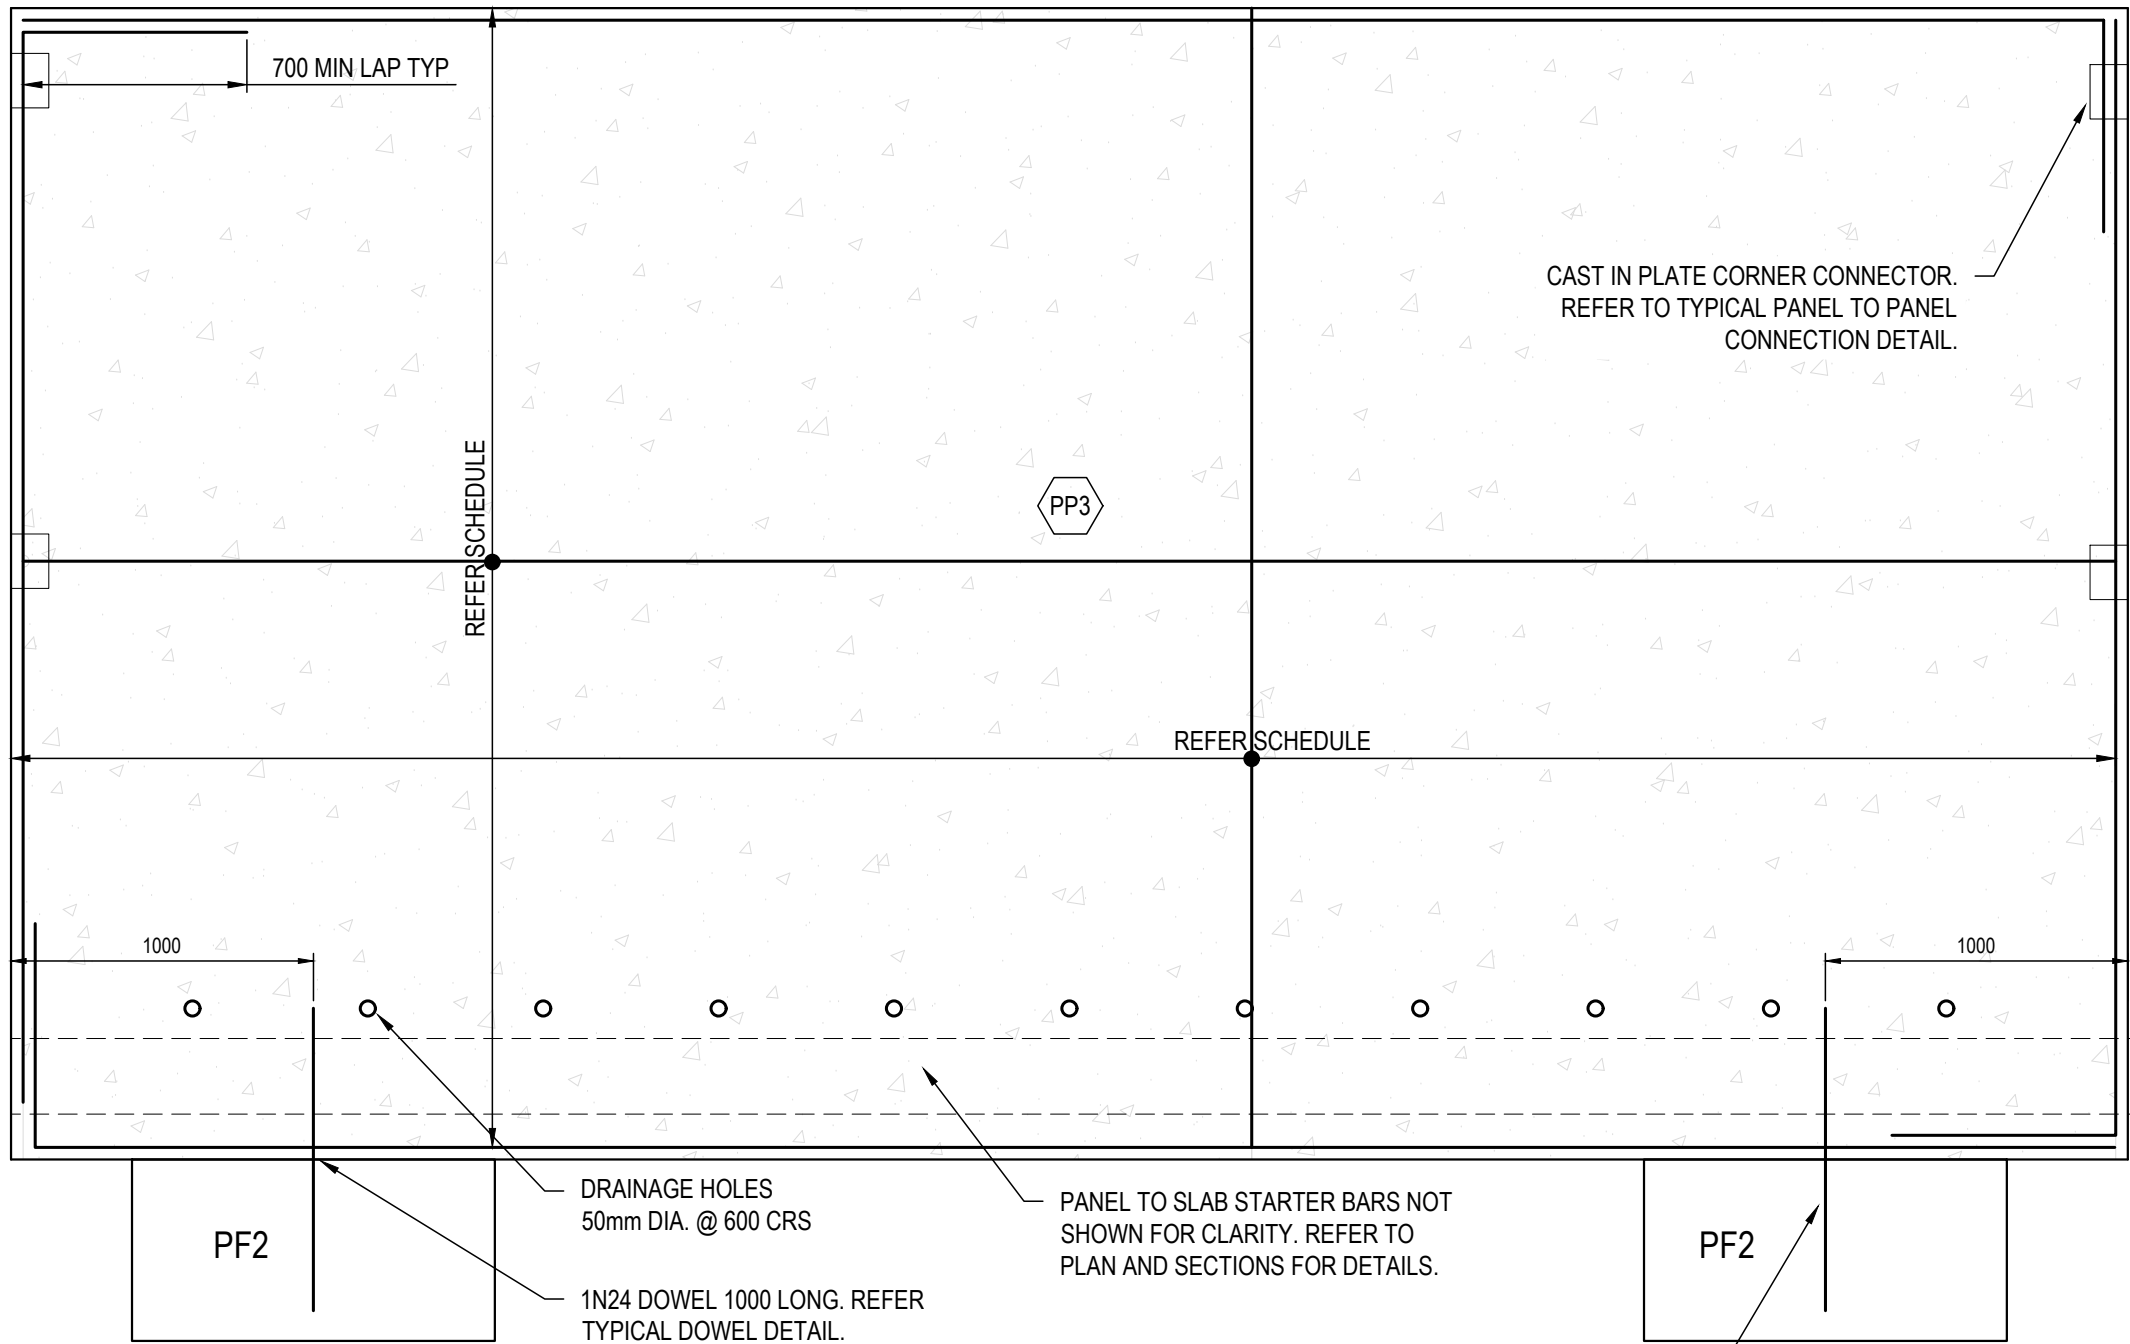 700 MIN LAP TYP
CAST IN PLATE CORNER CONNECTOR.
REFER TO TYPICAL PANEL TO PANEL
CONNECTION DETAIL.
REFER SCHEDULE
PP3
REFER SCHEDULE
1000
1000
DRAINAGE HOLES
50mm DIA. @ 600 CRS
PANEL TO SLAB STARTER BARS NOT
SHOWN FOR CLARITY. REFER TO
PLAN AND SECTIONS FOR DETAILS.
PF2
PF2
1N24 DOWEL 1000 LONG. REFER
TYPICAL DOWEL DETAIL.